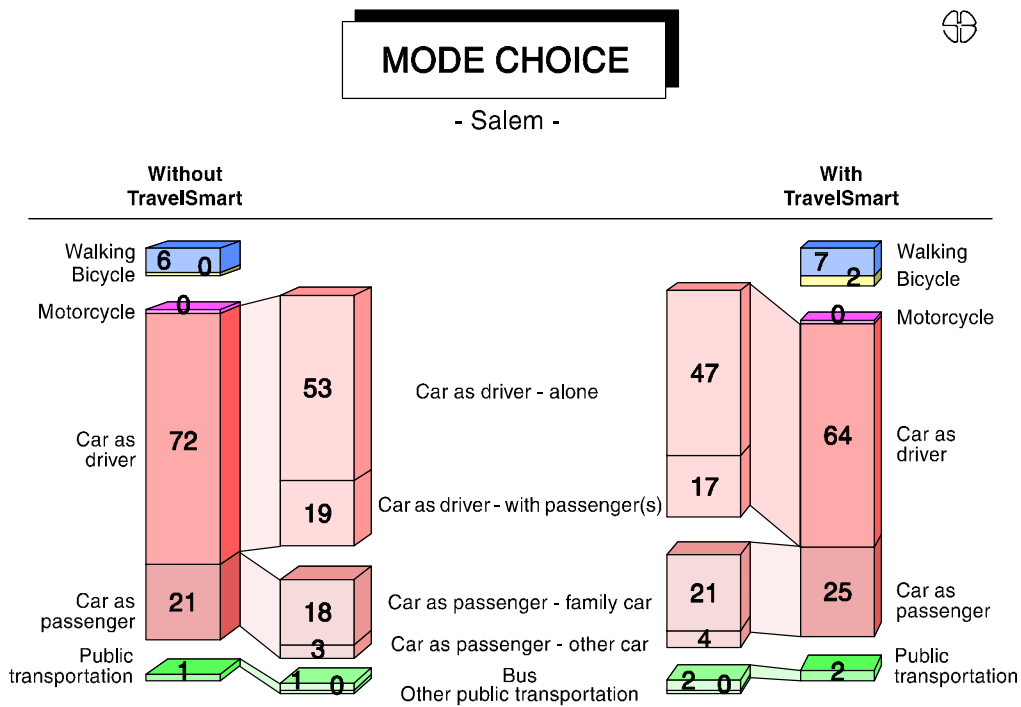 MODE CHOICE
- Salem -
Without
TravelSmart
With
TravelSmart
Walking
6
0
Bicycle
0
Motorcycle
72
Car as
driver
21
Car as
passenger
1
Public
transportation
53
19
18
3
1
0
Car as driver - alone
Car as driver - with passenger(s)
Car as passenger - family car
Car as passenger - other car
Bus
Other public transportation
47
17
21
4
2
0
7
Walking
2
Bicycle
0
Motorcycle
64
Car as
driver
25
Car as
passenger
2
Public
transportation